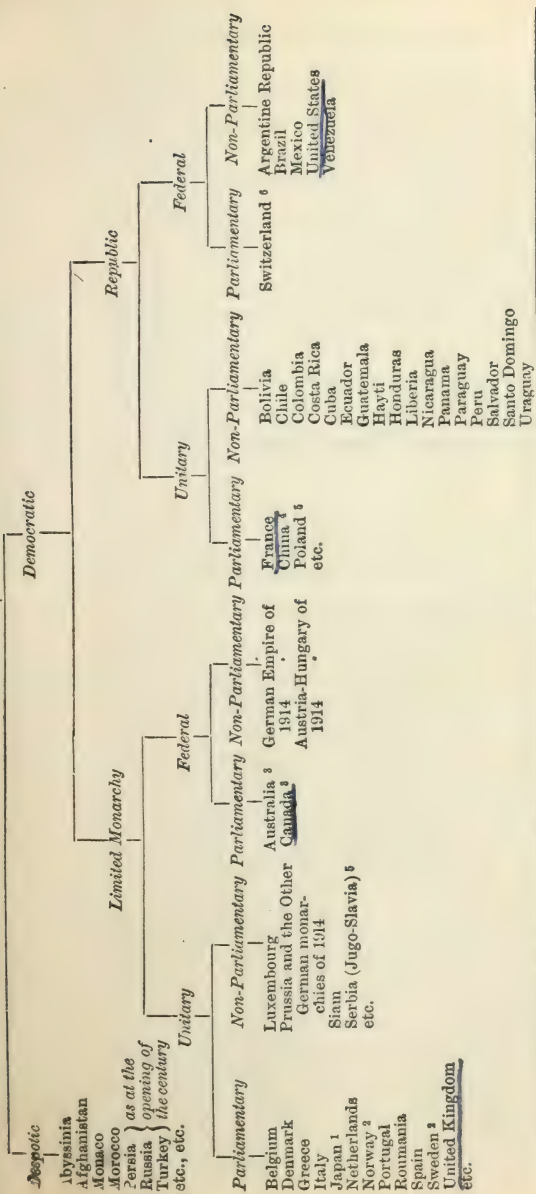 Despotic
Abyssinia
Afghanistan
Monaco
Morocco
Persia
Russia
Turkey
as at the
opening of
the century
etc., etc.
Democratic
Limited Monarchy
Unitary
Parliamentary
Belgium
Denmark
Greece
Italy
Japan 1
Netherlands
Norway 2
Portugal
Roumania
Spain
Sweden 2
United Kingdom
etc.
Non-Parliamentary
Luxembourg
Prussia and the Other
German monar-
chies of 1914
Siam
Serbia (Jugo-Slavia) 5
etc.
Federal
Parliamentary
Australia 3
Canada 3
Non-Parliamentary
German Empire of
1914
Austria-Hungary of
1914
Republic
Unitary
Parliamentary
France
China 4
Poland 5
etc.
Non-Parliamentary
Bolivia
Chile
Colombia
Costa Rica
Cuba
Ecuador
Guatemala
Hayti
Honduras
Liberia
Nicaragua
Panama
Paraguay
Peru
Salvador
Santo Domingo
Uraguay
Federal
Parliamentary
Switzerland 6
Non-Parliamentary
Argentine Republic
Brazil
Mexico
United States
Venezuela